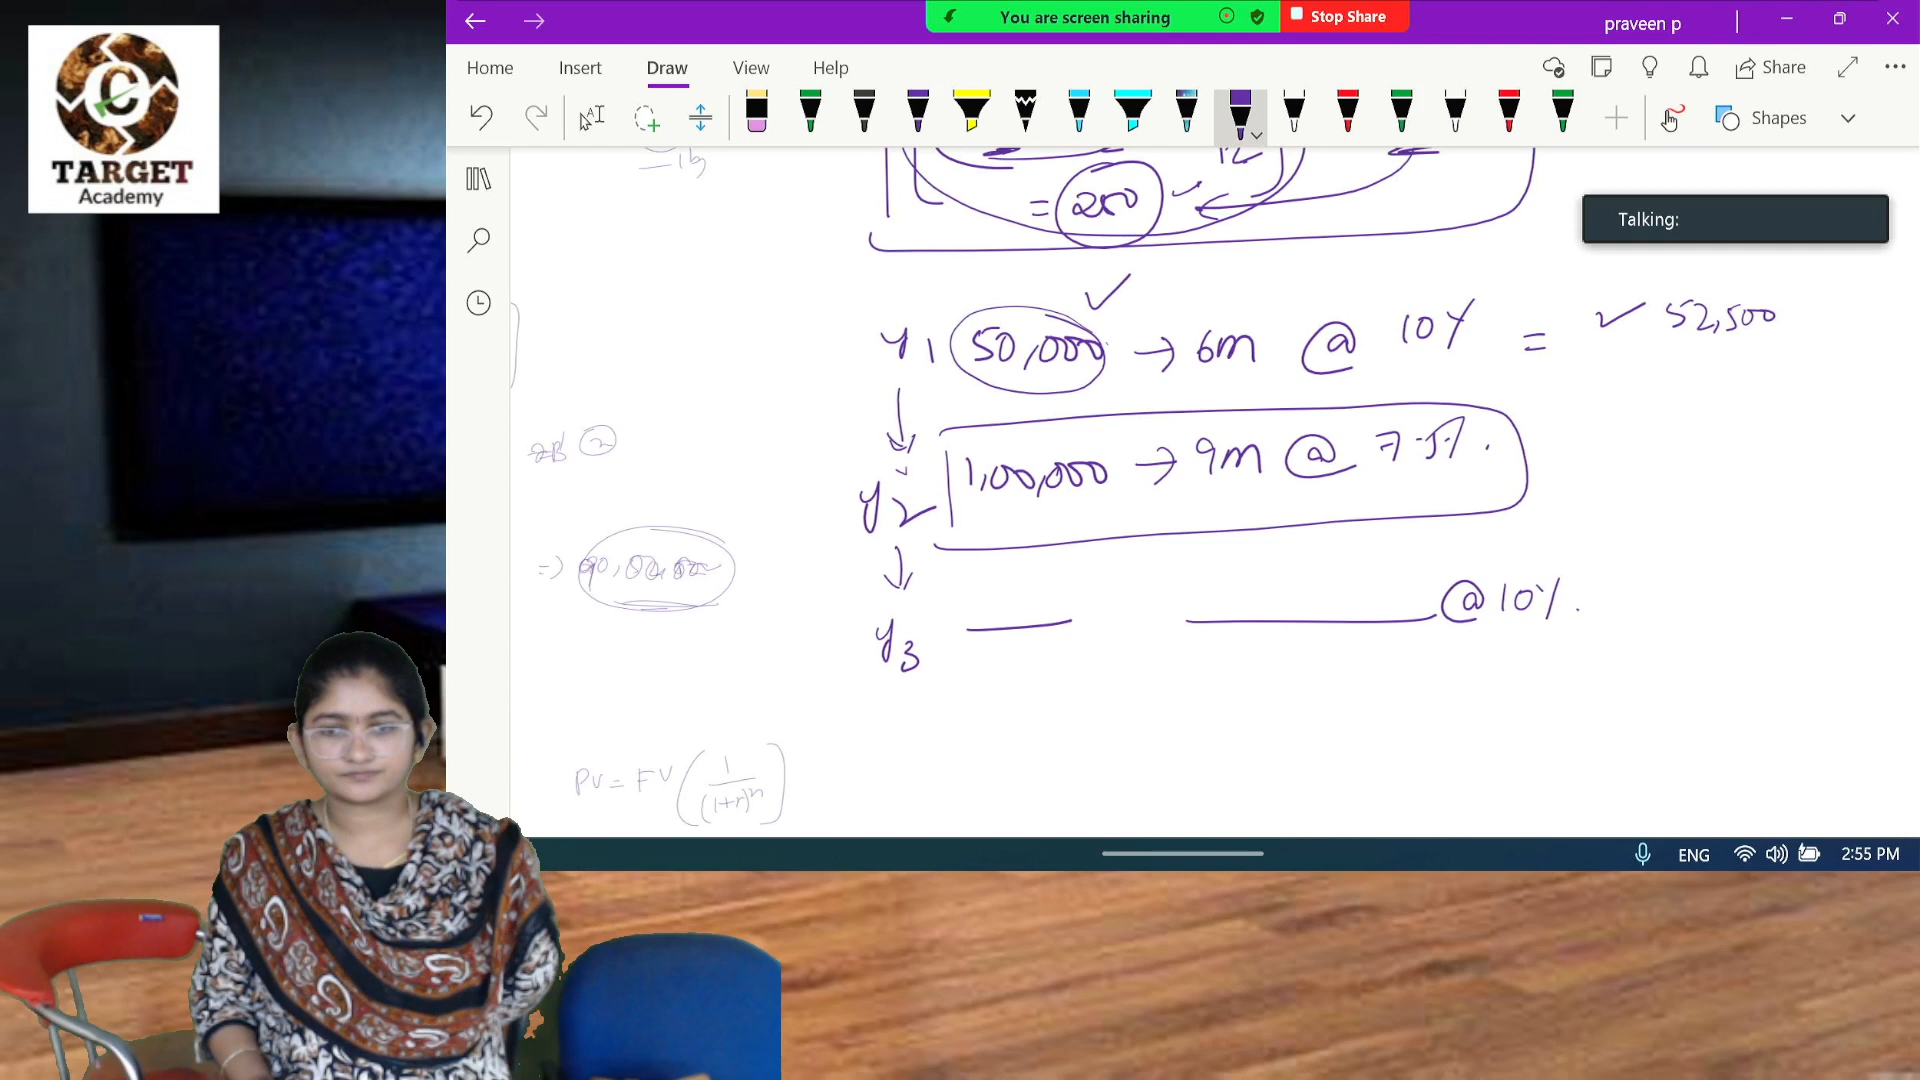 TARGET
Academy
You are screen sharing
Stop Share
praveen p
Home Insert Draw View Help
Share
Shapes
Talking:
= 250
y1 50,000 → 6m @ 10% = ✓ 52,500
y2 1,00,000 → 9m @ 7.5%.
y3 @ 10%.
PV = FV (1/(1+r)^n)
ENG 2:55 PM